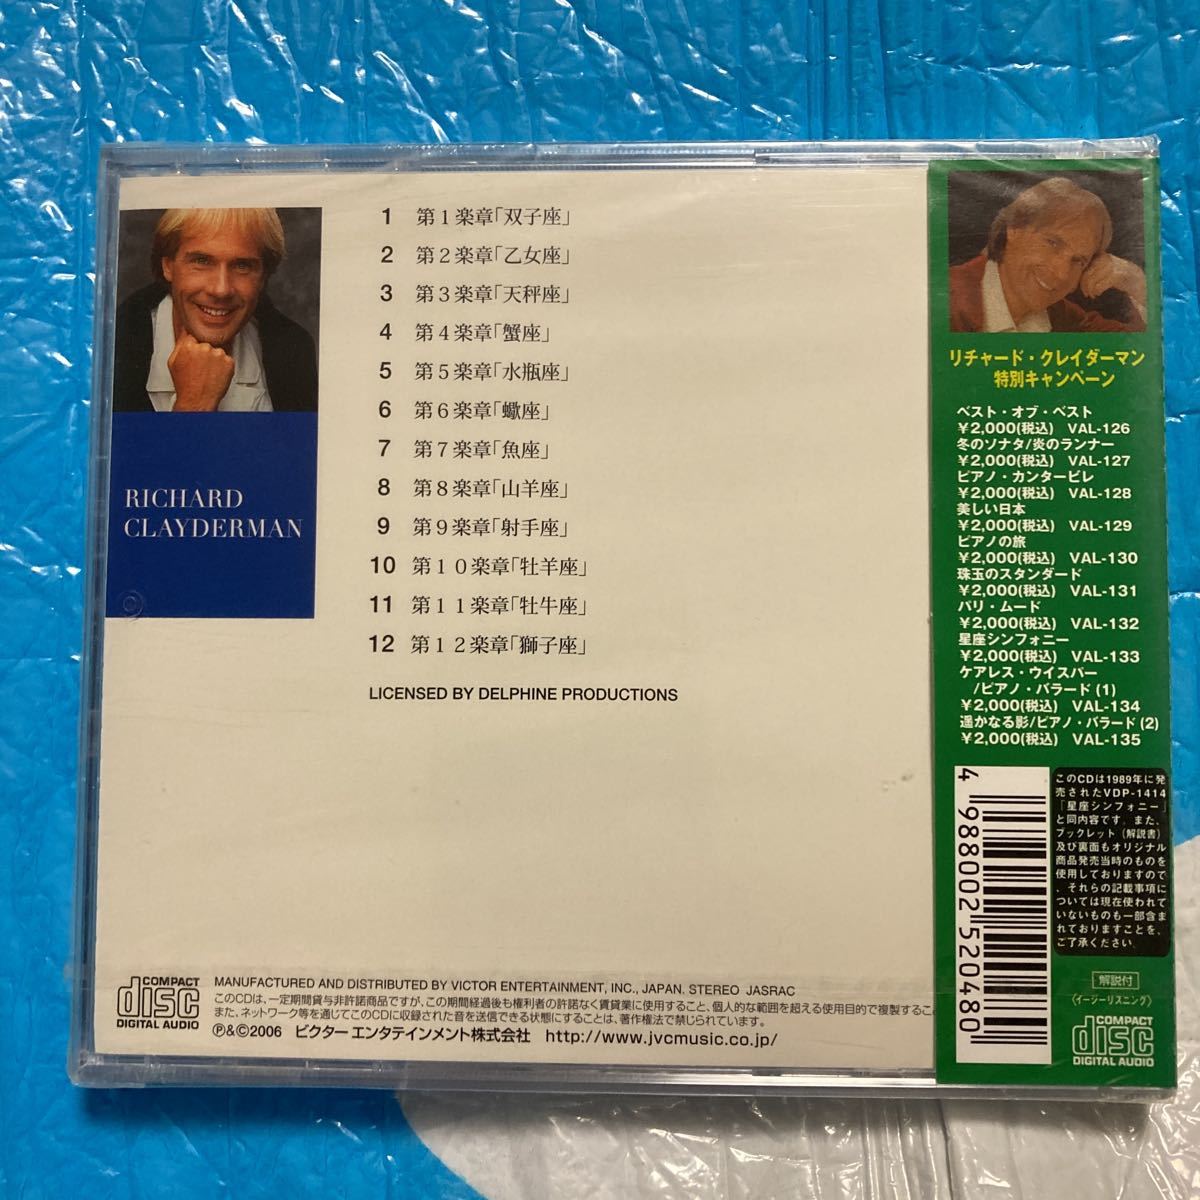 RICHARD
CLAYDERMAN
1 第1楽章「双子座」
2 第2楽章「乙女座」
3 第3楽章「天秤座」
4 第4楽章「蟹座」
5 第5楽章「水瓶座」
6 第6楽章「蠍座」
7 第7楽章「魚座」
8 第8楽章「山羊座」
9 第9楽章「射手座」
10 第10楽章「牡羊座」
11 第11楽章「牡牛座」
12 第12楽章「獅子座」
LICENSED BY DELPHINE PRODUCTIONS
COMPACT
disc
DIGITAL AUDIO
MANUFACTURED AND DISTRIBUTED BY VICTOR ENTERTAINMENT, INC., JAPAN. STEREO JASRAC
このCDは、一定期間貸与非許諾商品ですが、この期間経過後も権利者の許諾なく賃貸業に使用すること、個人的な範囲を超える使用目的で複製するこ
また、ネットワーク等を通じてこのCDに収録された音を送信できる状態にすることは、著作権法で禁じられています。
℗&©2006 ビクターエンタテインメント株式会社 http://www.jvcmusic.co.jp/
リチャード・クレイダーマン
特別キャンペーン
ベスト・オブ・ベスト
¥2,000(税込) VAL-126
冬のソナタ/炎のランナー
¥2,000(税込) VAL-127
ピアノ・カンタービレ
¥2,000(税込) VAL-128
美しい日本
¥2,000(税込) VAL-129
ピアノの旅
¥2,000(税込) VAL-130
珠玉のスタンダード
¥2,000(税込) VAL-131
パリ・ムード
¥2,000(税込) VAL-132
星座シンフォニー
¥2,000(税込) VAL-133
ケアレス・ウイスパー
/ピアノ・バラード(1)
¥2,000(税込) VAL-134
遥かなる影/ピアノ・バラード(2)
¥2,000(税込) VAL-135
4 988002 520480
このCDは1989年に発
売されたVDP-1414
「星座シンフォニー」
と同内容です。また、
ブックレット(解説書)
及び裏面もオリジナル
商品発売当時のものを
使用しておりますので
、それらの記載事項に
ついては現在使われて
いないものも一部含ま
れておりますことを、
ご了承ください。
解説付
〈イージーリスニング〉
COMPACT
disc
DIGITAL AUDIO